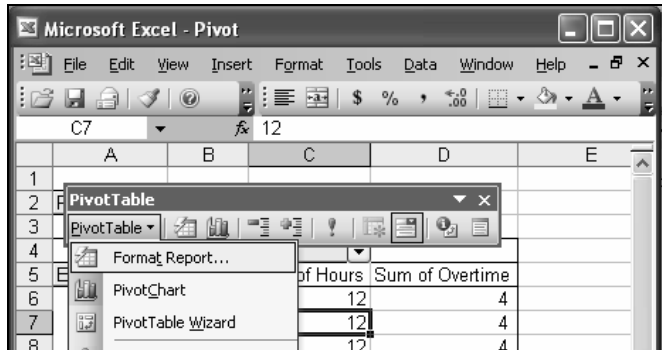 Microsoft Excel - Pivot
File Edit View Insert Format Tools Data Window Help
$ % , .00
C7 fx 12
A B C D E
1
2 PivotTable
3 PivotTable
4 Format Report...
5 E of Hours Sum of Overtime
6 PivotChart 12 4
7 PivotTable Wizard 12 4
8 12 4